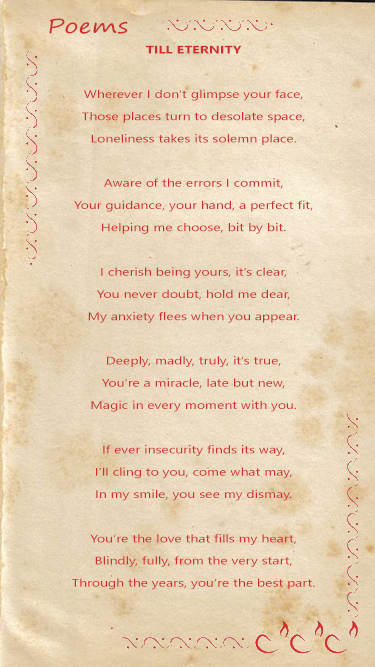 Poems
TILL ETERNITY
Wherever I don't glimpse your face,
Those places turn to desolate space,
Loneliness takes its solemn place.
Aware of the errors I commit,
Your guidance, your hand, a perfect fit,
Helping me choose, bit by bit.
I cherish being yours, it's clear,
You never doubt, hold me dear,
My anxiety flees when you appear.
Deeply, madly, truly, it's true,
You're a miracle, late but new,
Magic in every moment with you.
If ever insecurity finds its way,
I'll cling to you, come what may,
In my smile, you see my dismay.
You're the love that fills my heart,
Blindly, fully, from the very start,
Through the years, you're the best part.